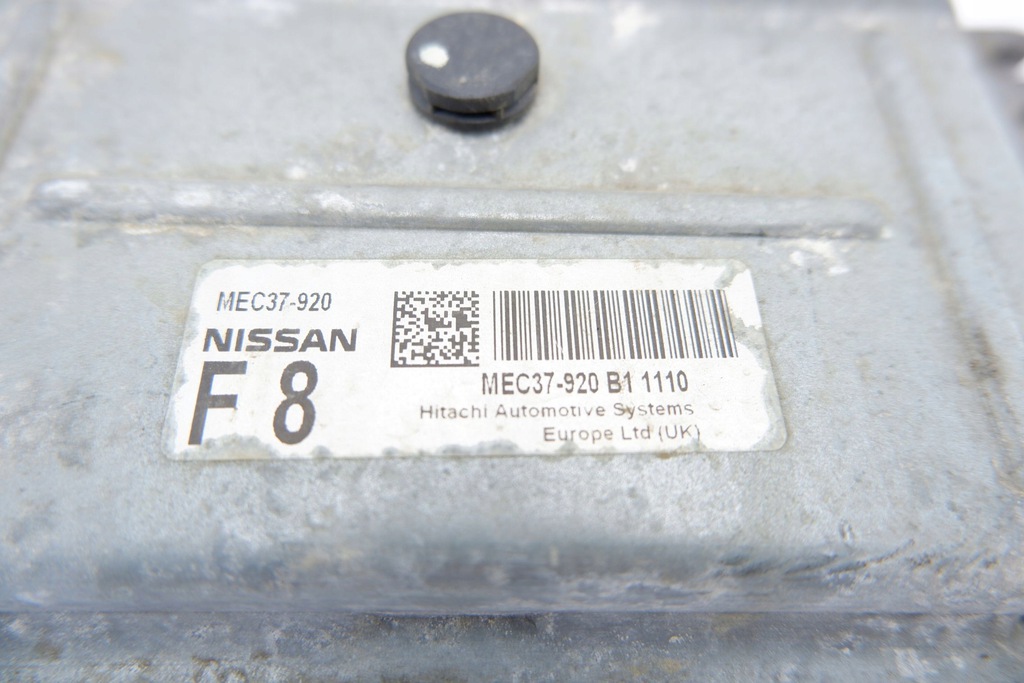 MEC37-920
NISSAN
F 8
MEC37-920 B1 1110
Hitachi Automotive Systems
Europe Ltd (UK)